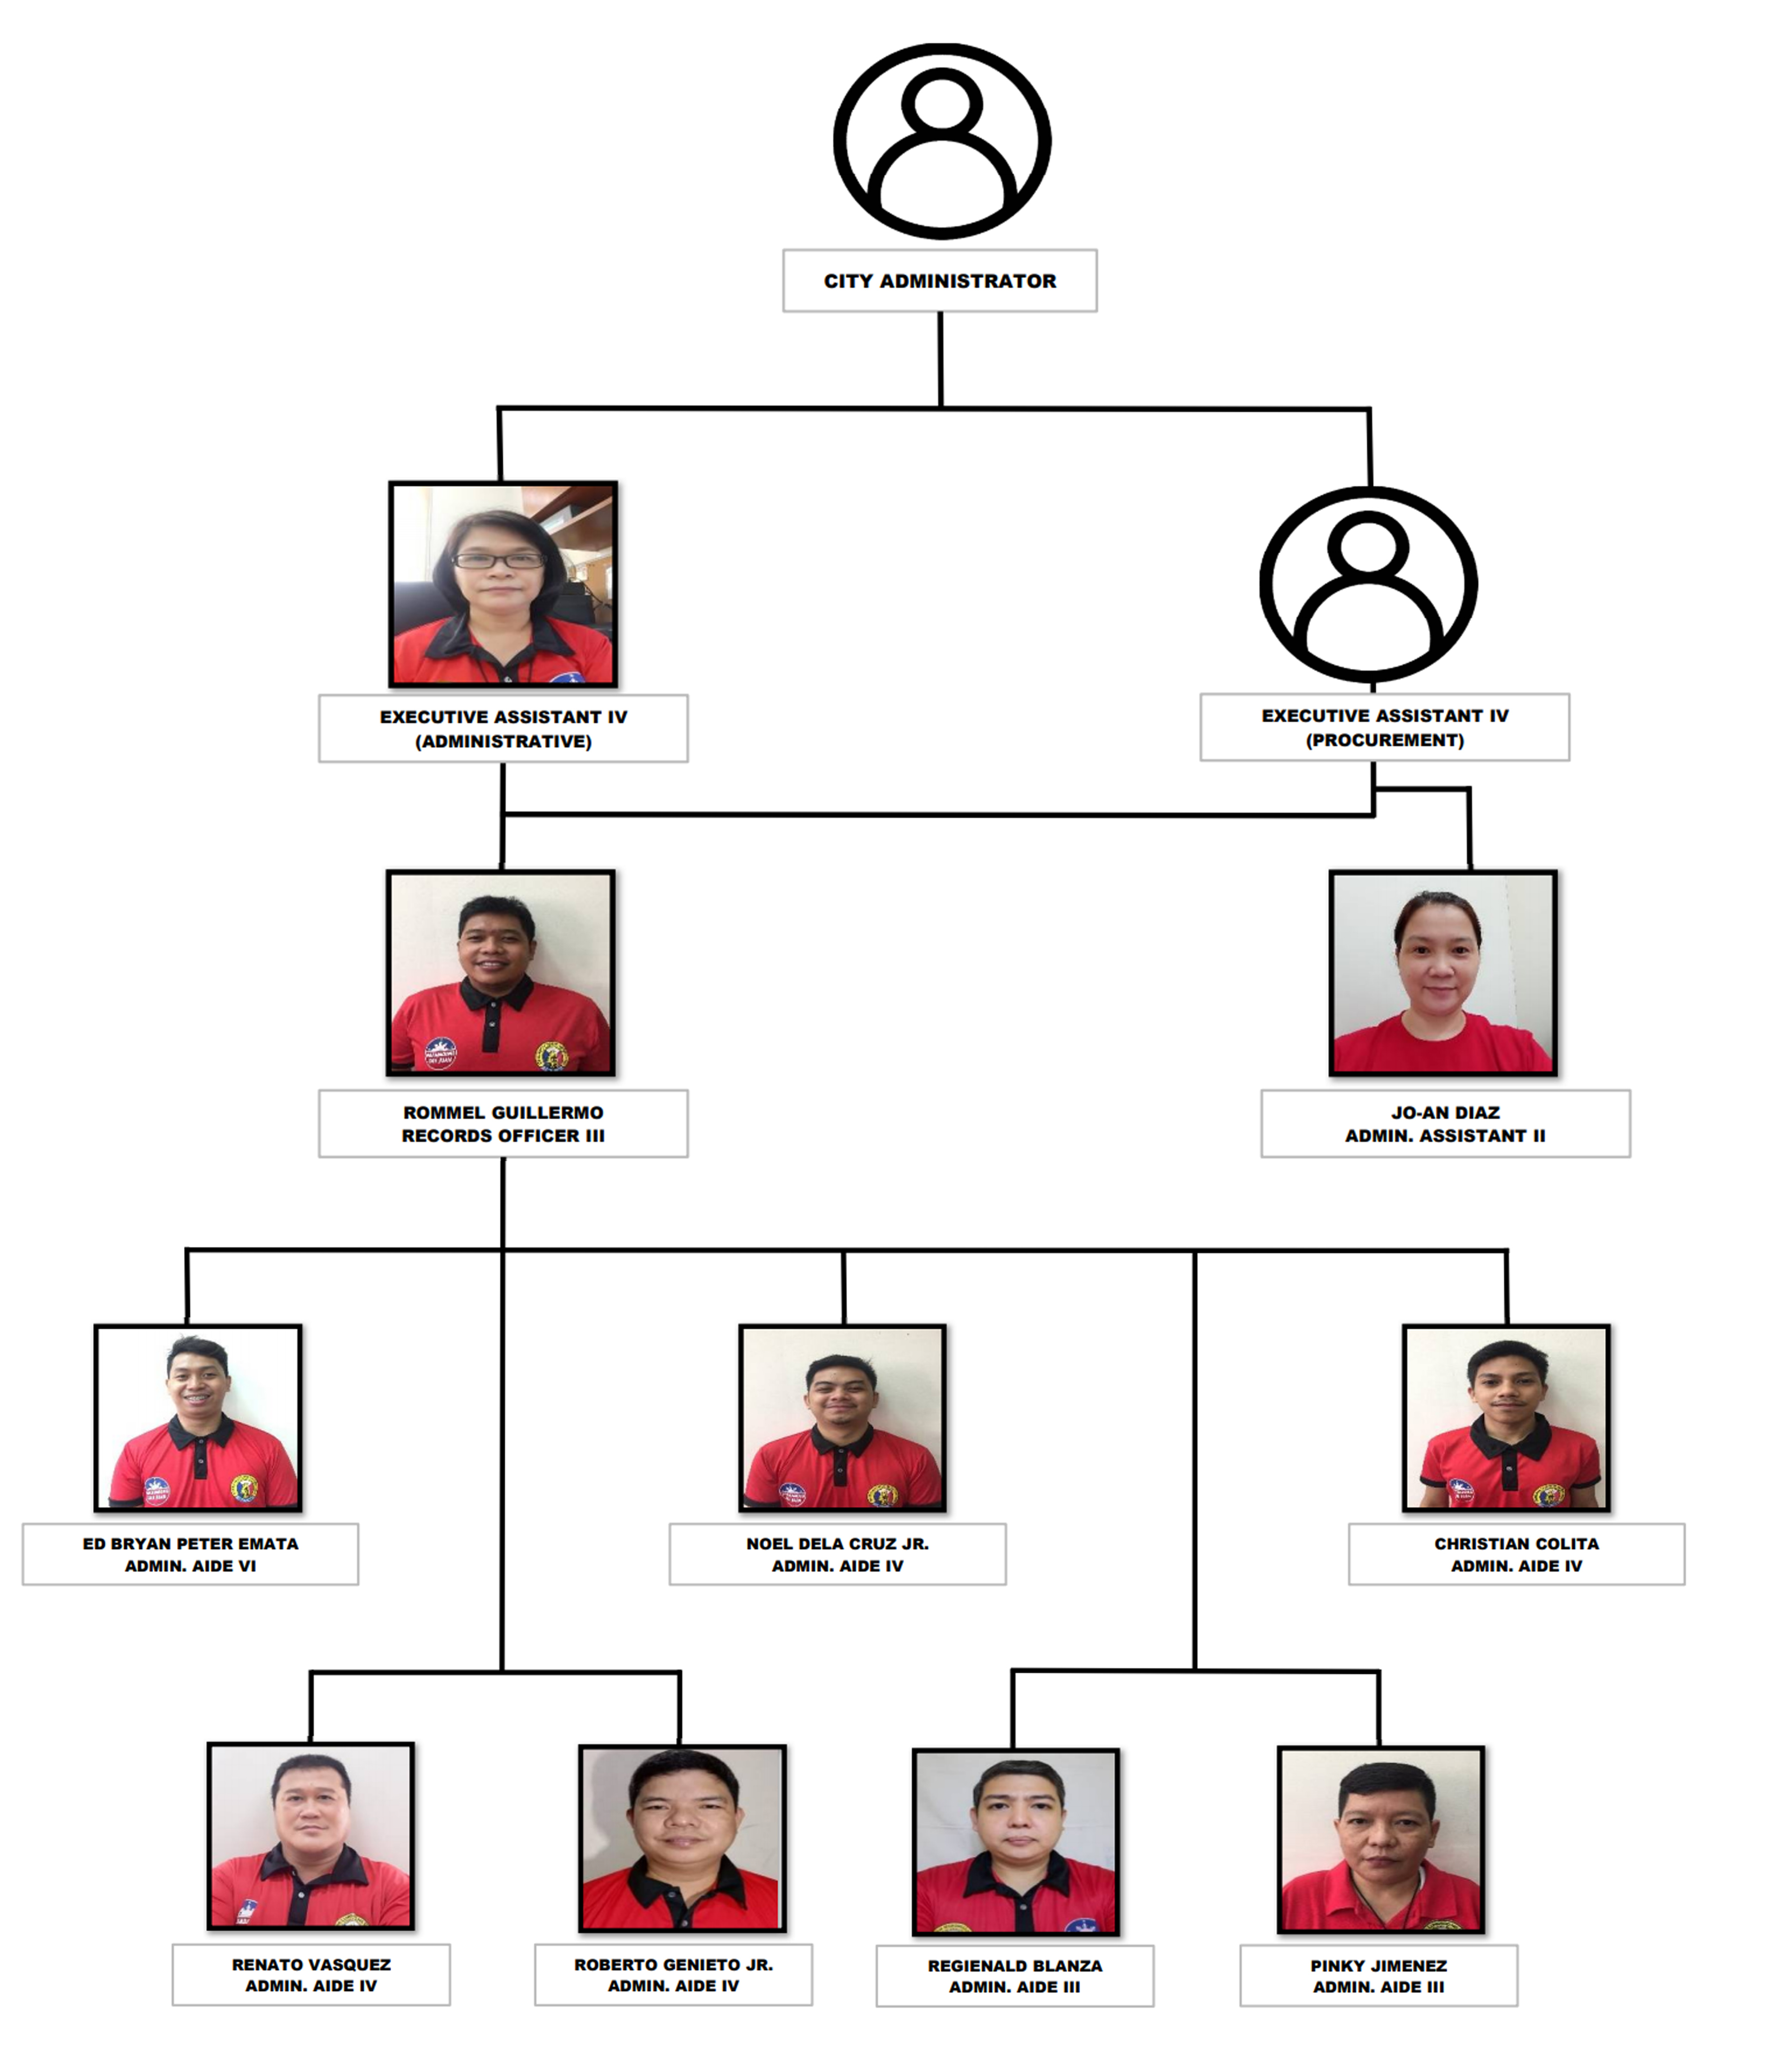 CITY ADMINISTRATOR
EXECUTIVE ASSISTANT IV
(ADMINISTRATIVE)
EXECUTIVE ASSISTANT IV
(PROCUREMENT)
ROMMEL GUILLERMO
RECORDS OFFICER III
JO-AN DIAZ
ADMIN. ASSISTANT II
ED BRYAN PETER EMATA
ADMIN. AIDE VI
NOEL DELA CRUZ JR.
ADMIN. AIDE IV
CHRISTIAN COLITA
ADMIN. AIDE IV
RENATO VASQUEZ
ADMIN. AIDE IV
ROBERTO GENIETO JR.
ADMIN. AIDE IV
REGIENALD BLANZA
ADMIN. AIDE III
PINKY JIMENEZ
ADMIN. AIDE III